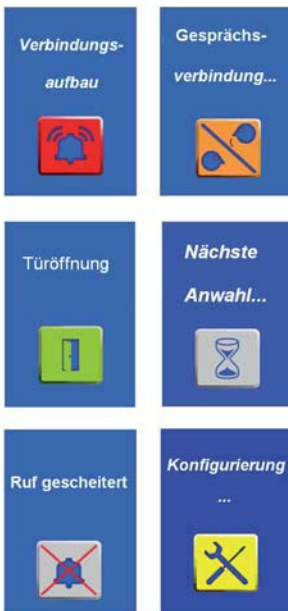 Verbindungs-
aufbau
Gesprächs-
verbindung...
Türöffnung
Nächste
Anwahl...
Ruf gescheitert
Konfigurierung
...